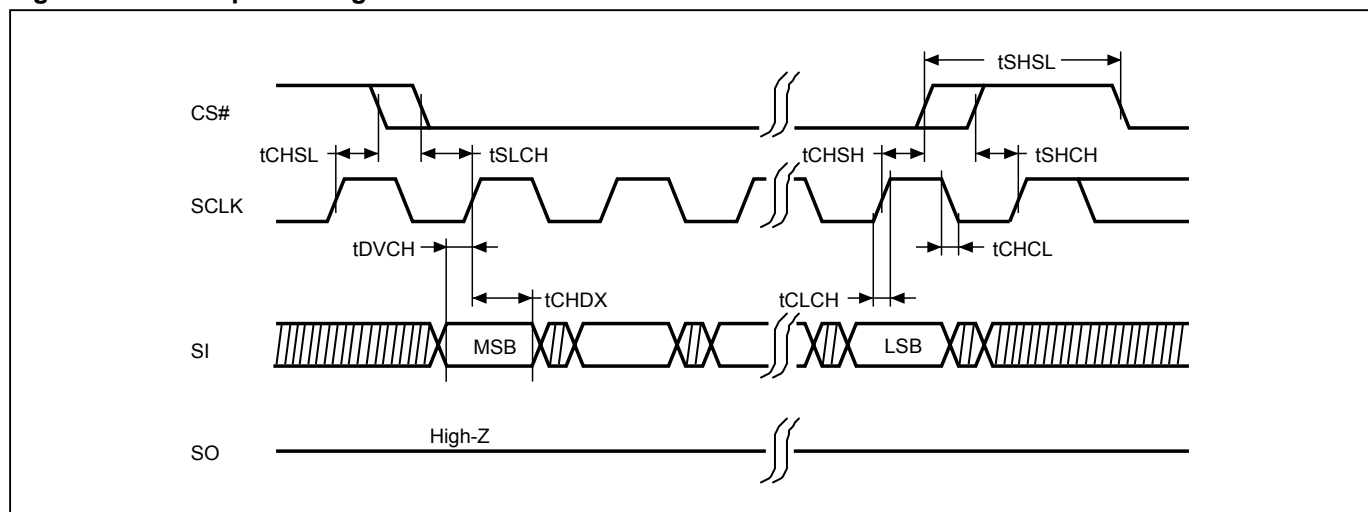 tSHSL
CS#
tCHSL
tSLCH
tCHSH
tSHCH
SCLK
tDVCH
tCHCL
tCHDX
tCLCH
SI
MSB
LSB
High-Z
SO